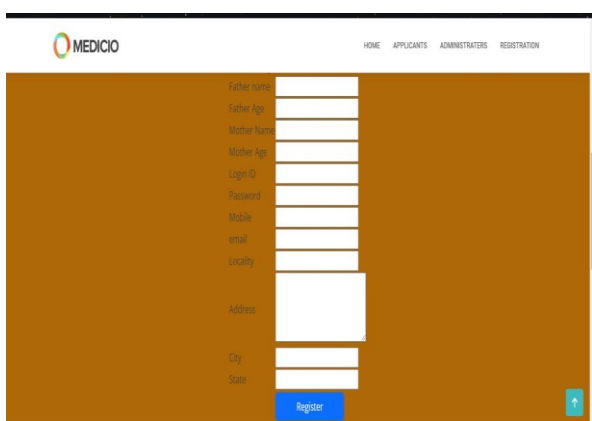 MEDICIO
HOME APPLICANTS ADMINISTRATERS REGISTRATION
Father name
Father Age
Mother Name
Mother Age
Login ID
Password
Mobile
email
Locality
Address
City
State
Register